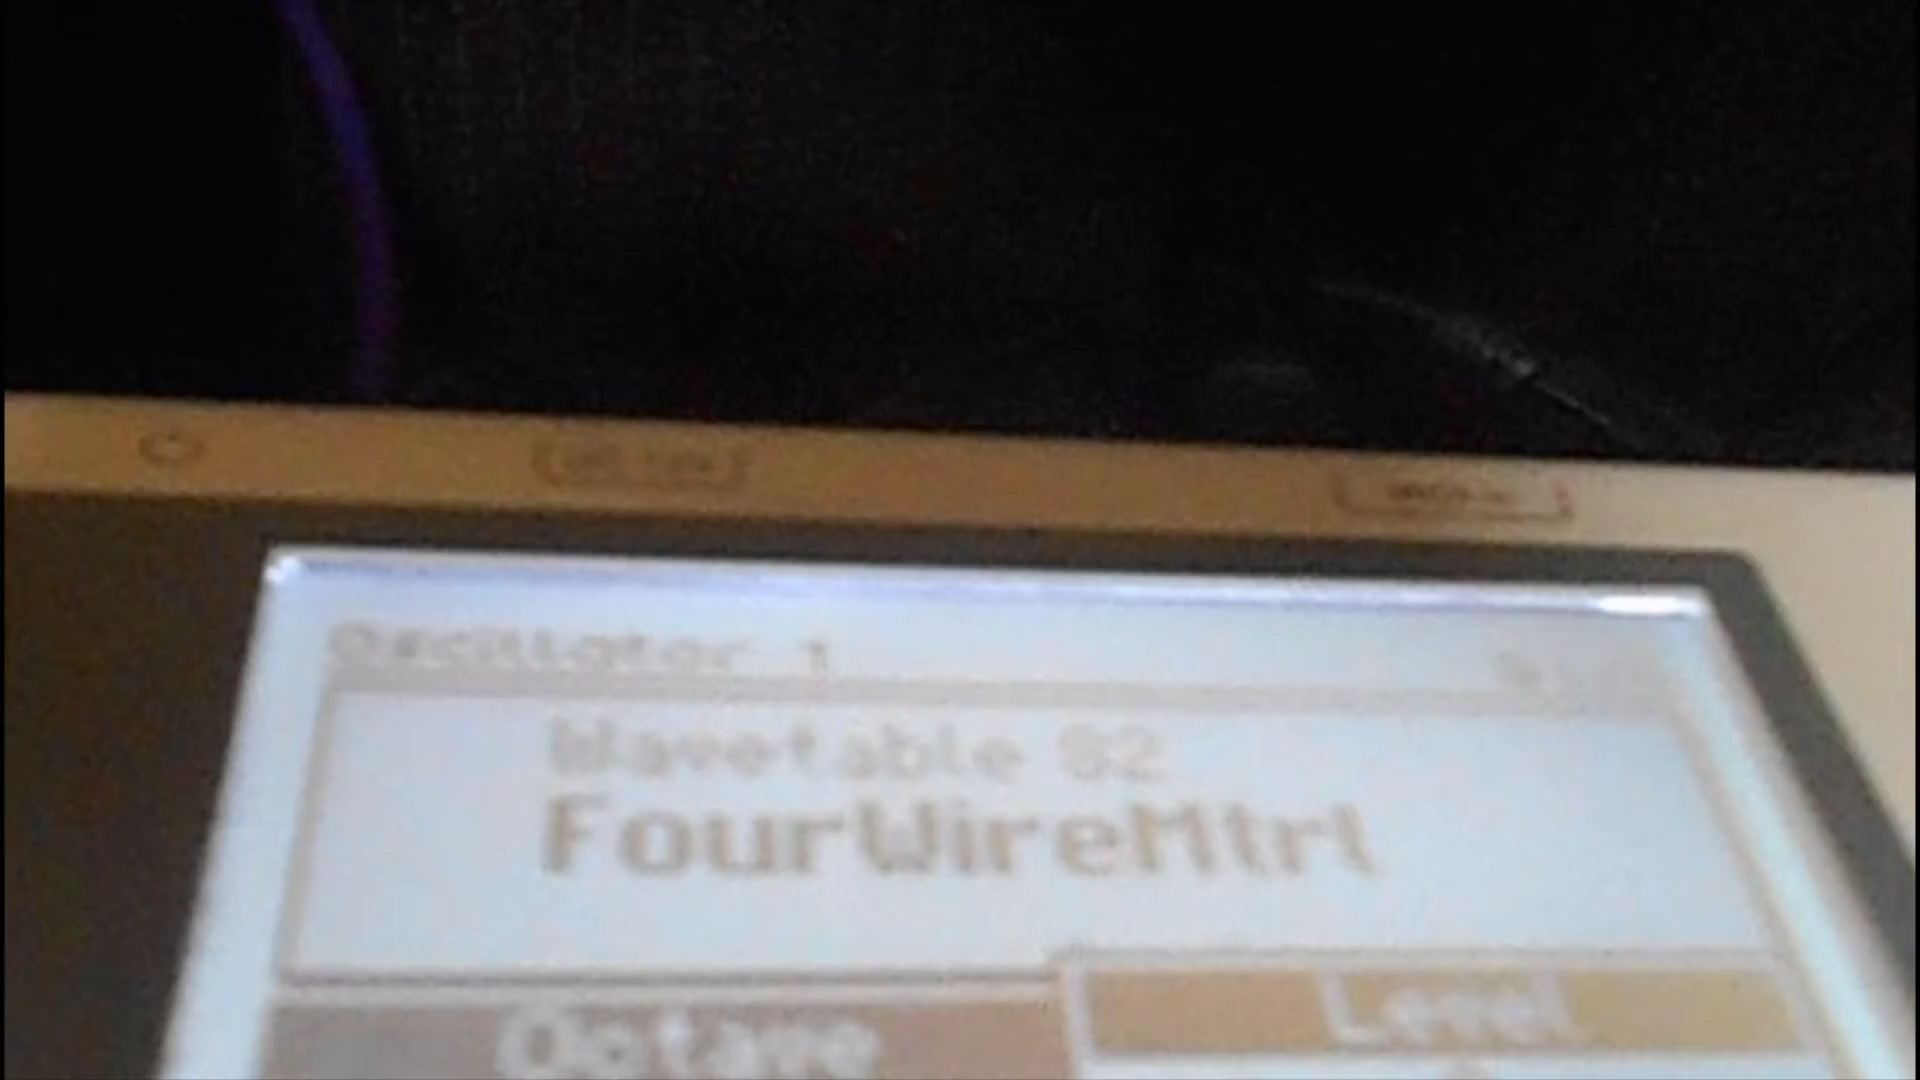 Oscillator 1
Wavetable 82
FourWireMtrl
Octave
Level